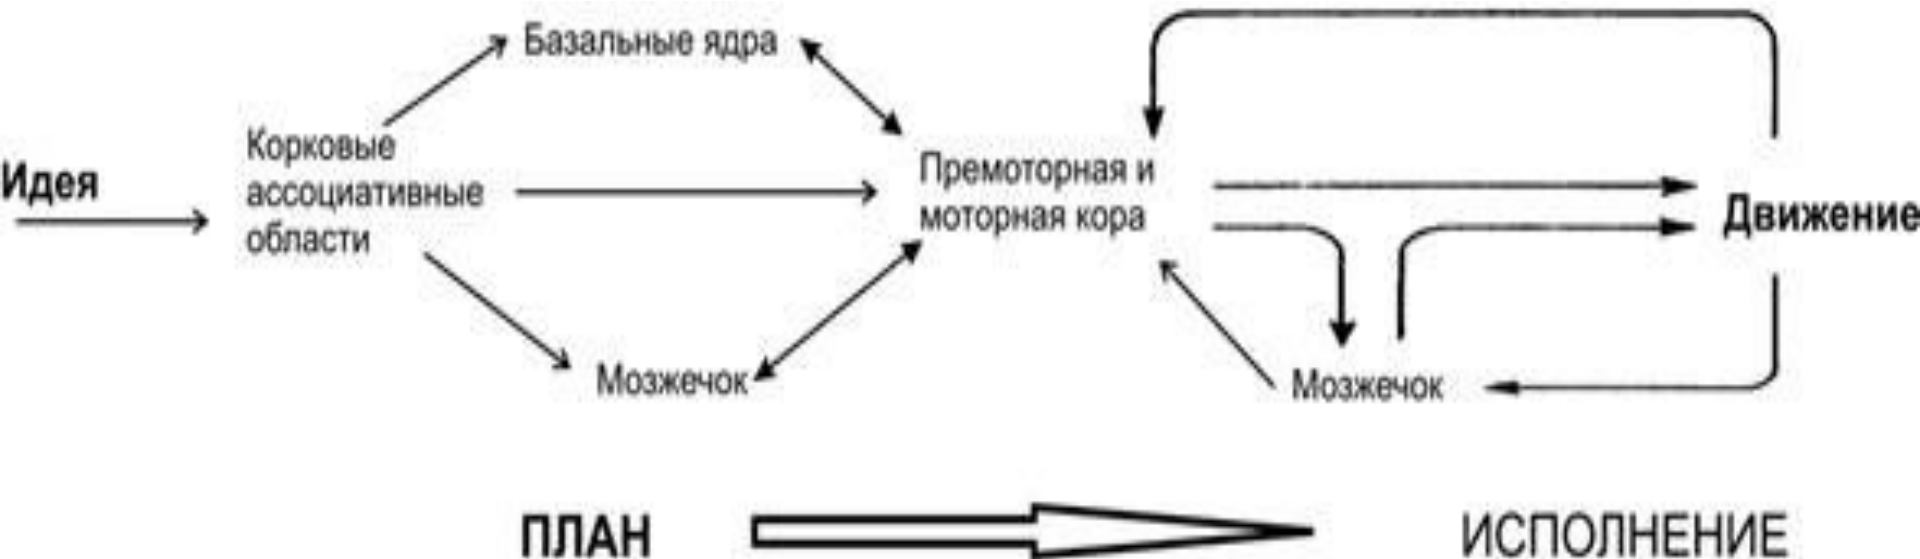 Идея
Корковые
ассоциативные
области
Базальные ядра
Мозжечок
Премоторная и
моторная кора
Мозжечок
Движение
ПЛАН
ИСПОЛНЕНИЕ